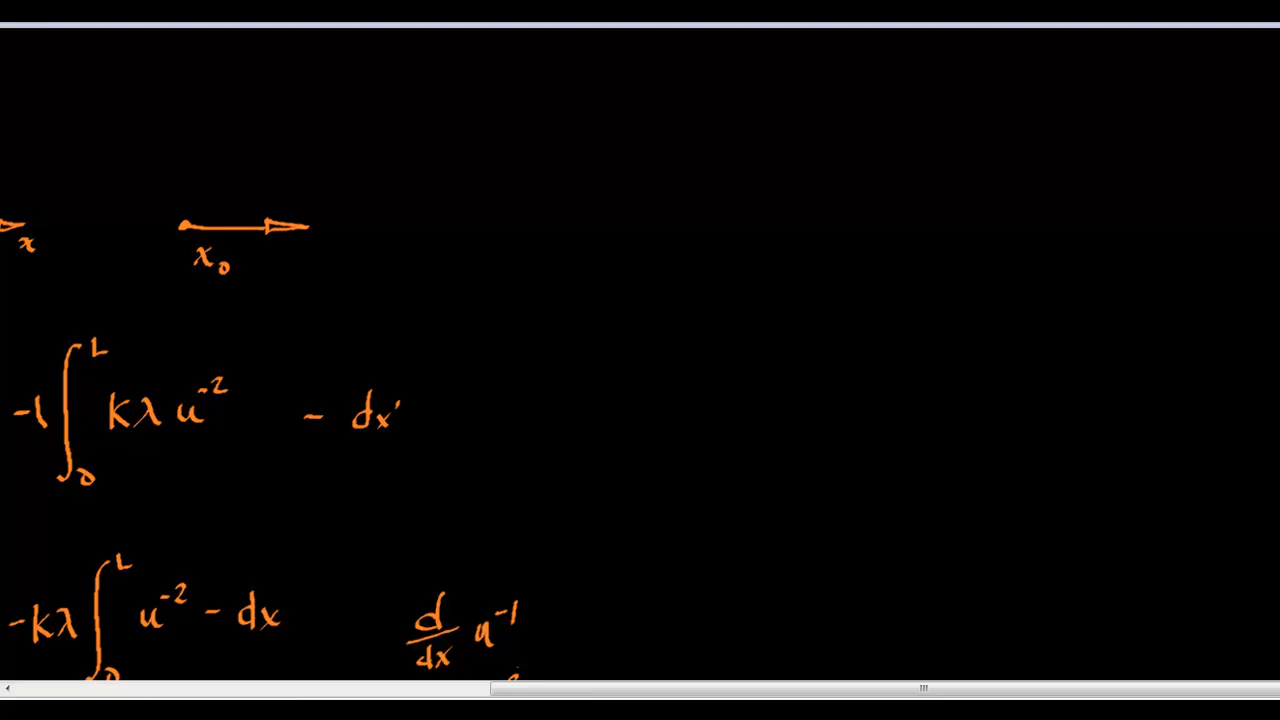 x
x₀
-1 ∫₀ᴸ kλ u⁻² - dx'
-kλ ∫₀ᴸ u⁻² - dx d/dx u⁻¹